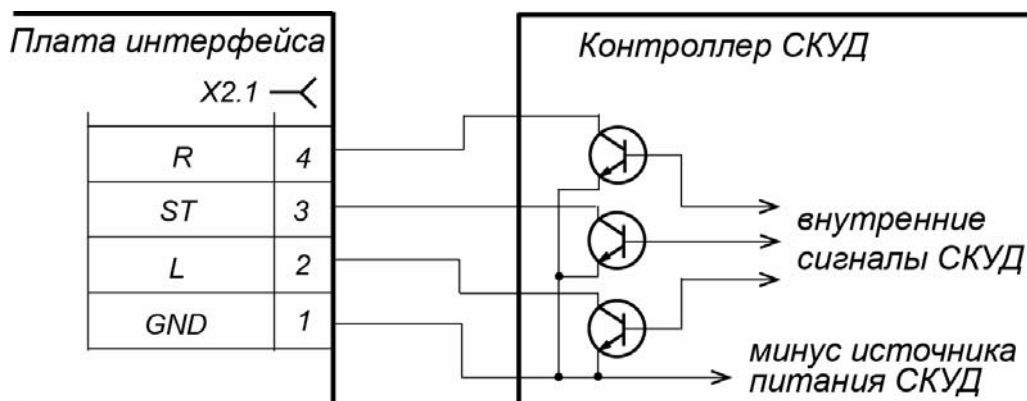 Плата интерфейса
Контроллер СКУД
X2.1
R 4
ST 3
L 2
GND 1
внутренние
сигналы СКУД
минус источника
питания СКУД